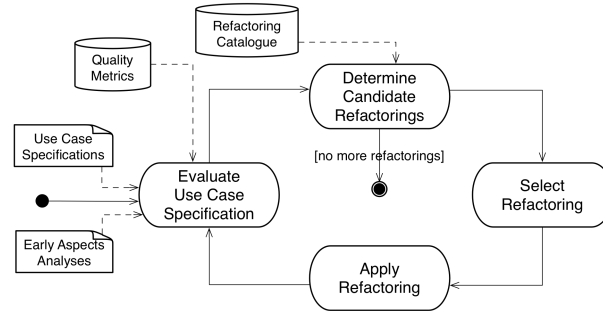 Refactoring
Catalogue
Quality
Metrics
Determine
Candidate
Refactorings
Use Case
Specifications
[no more refactorings]
Evaluate
Use Case
Specification
Select
Refactoring
Early Aspects
Analyses
Apply
Refactoring